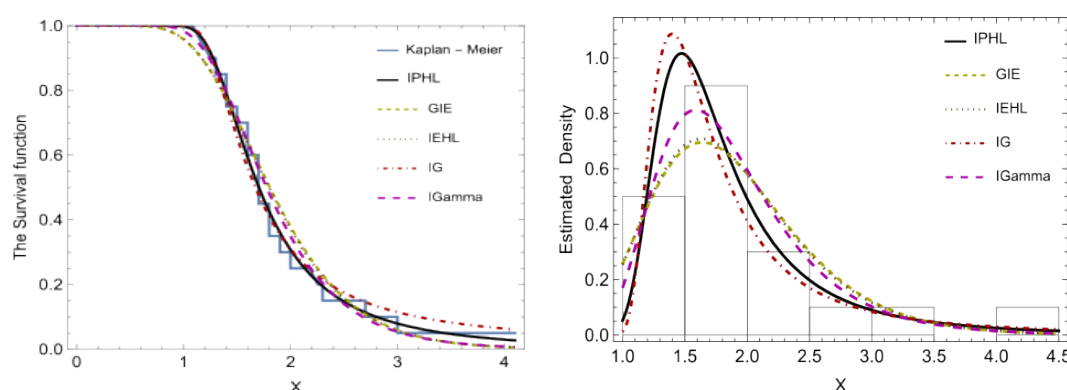 The Survival function
1.0
0.8
0.6
0.4
0.2
0.0
0
1
2
3
4
X
Kaplan – Meier
IPHL
GIE
IEHL
IG
IGamma
Estimated Density
1.0
0.8
0.6
0.4
0.2
0.0
1.0
1.5
2.0
2.5
3.0
3.5
4.0
4.5
X
IPHL
GIE
IEHL
IG
IGamma